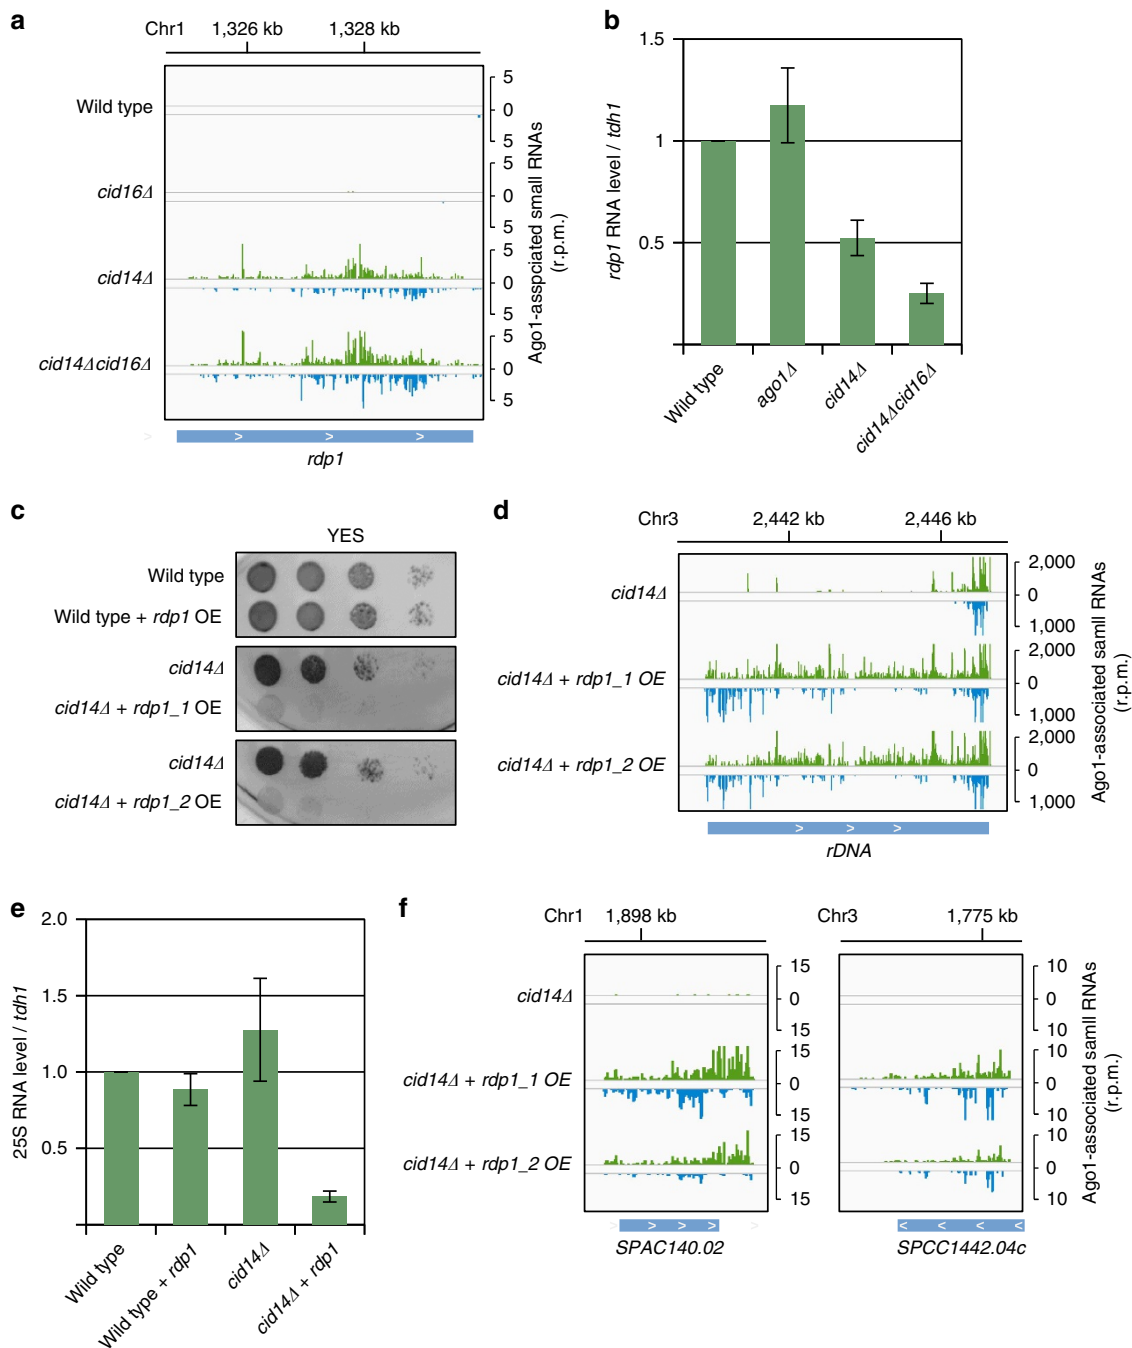 a
Chr1 1,326 kb 1,328 kb
Wild type
cid16Δ
cid14Δ
cid14Δcid16Δ
5
0
5
5
0
5
5
0
5
5
0
5
Ago1-asspciated small RNAs
(r.p.m.)
> > > >
rdp1
b
1.5
1
0.5
rdp1 RNA level / tdh1
Wild type
ago1Δ
cid14Δ
cid14Δcid16Δ
c
YES
Wild type
Wild type + rdp1 OE
cid14Δ
cid14Δ + rdp1_1 OE
cid14Δ
cid14Δ + rdp1_2 OE
d
Chr3 2,442 kb 2,446 kb
cid14Δ
cid14Δ + rdp1_1 OE
cid14Δ + rdp1_2 OE
2,000
0
1,000
2,000
0
1,000
2,000
0
1,000
Ago1-associated samll RNAs
(r.p.m.)
> > >
rDNA
e
2.0
1.5
1.0
0.5
25S RNA level / tdh1
Wild type
Wild type + rdp1
cid14Δ
cid14Δ + rdp1
f
Chr1 1,898 kb
Chr3 1,775 kb
cid14Δ
cid14Δ + rdp1_1 OE
cid14Δ + rdp1_2 OE
15
0
15
15
0
15
15
0
15
10
0
10
10
0
10
10
0
10
Ago1-associated samll RNAs
(r.p.m.)
> > > > >
SPAC140.02
< < < <
SPCC1442.04c